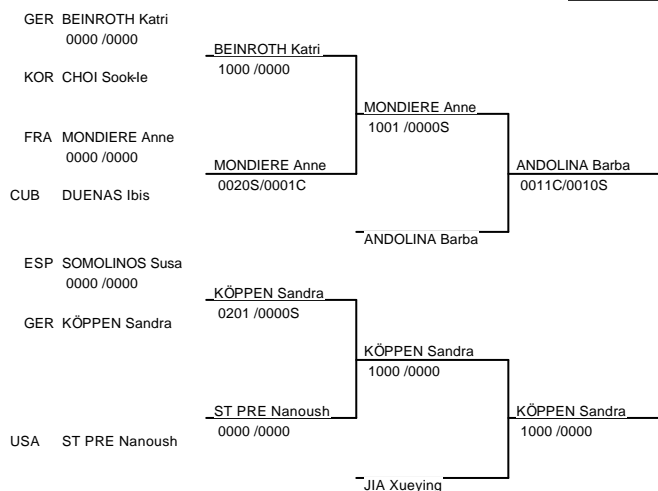 GER BEINROTH Katri
0000 /0000
BEINROTH Katri
1000 /0000
KOR CHOI Sook-Ie
MONDIERE Anne
1001 /0000S
FRA MONDIERE Anne
0000 /0000
MONDIERE Anne
0020S/0001C
ANDOLINA Barba
0011C/0010S
CUB DUENAS Ibis
ANDOLINA Barba
ESP SOMOLINOS Susa
0000 /0000
KÖPPEN Sandra
0201 /0000S
GER KÖPPEN Sandra
KÖPPEN Sandra
1000 /0000
ST PRE Nanoush
0000 /0000
KÖPPEN Sandra
1000 /0000
USA ST PRE Nanoush
JIA Xueying